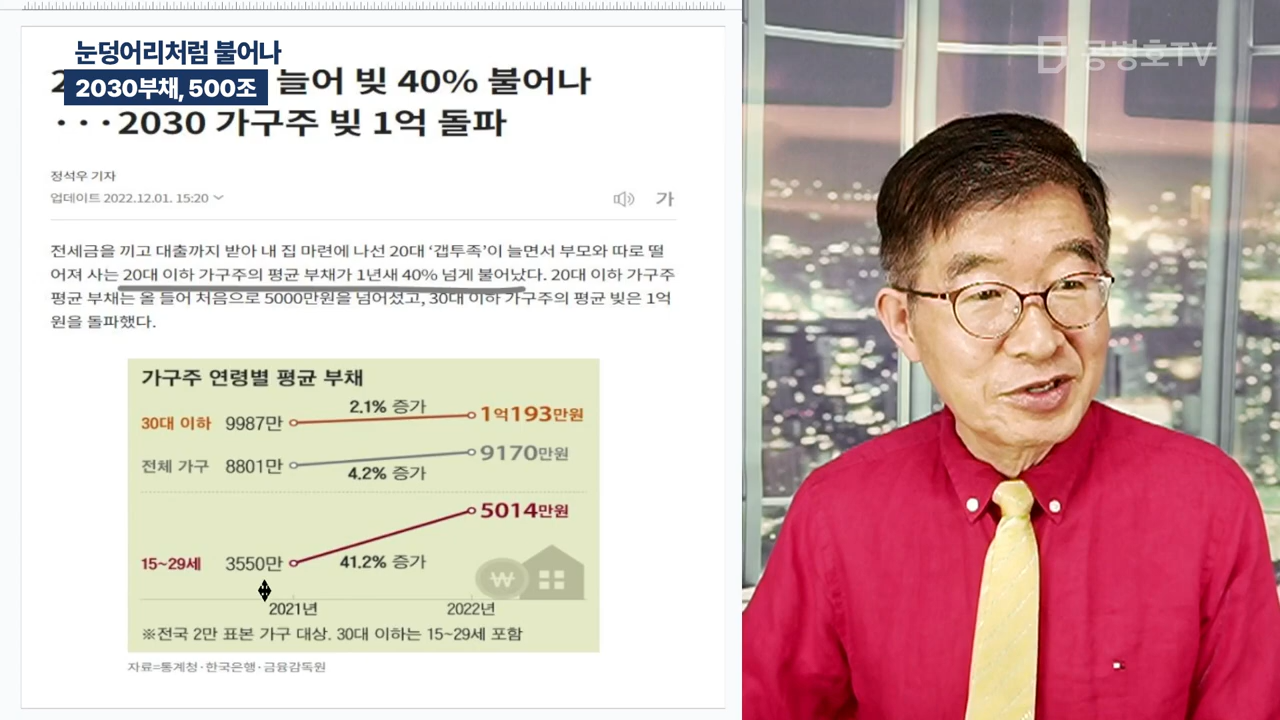 눈덩어리처럼 불어나
2030부채, 500조
늘어 빚 40% 불어나
···2030 가구주 빚 1억 돌파
정석우 기자
업데이트 2022.12.01. 15:20
가
전세금을 끼고 대출까지 받아 내 집 마련에 나선 20대 ‘갭투족’이 늘면서 부모와 따로 떨
어져 사는 20대 이하 가구주의 평균 부채가 1년새 40% 넘게 불어났다. 20대 이하 가구주
평균 부채는 올 들어 처음으로 5000만원을 넘어섰고, 30대 이하 가구주의 평균 빚은 1억
원을 돌파했다.
가구주 연령별 평균 부채
30대 이하 9987만 2.1% 증가 1억193만원
전체 가구 8801만 4.2% 증가 9170만원
15~29세 3550만 41.2% 증가 5014만원
₩
2021년 2022년
※전국 2만 표본 가구 대상. 30대 이하는 15~29세 포함
자료=통계청·한국은행·금융감독원
공병호TV